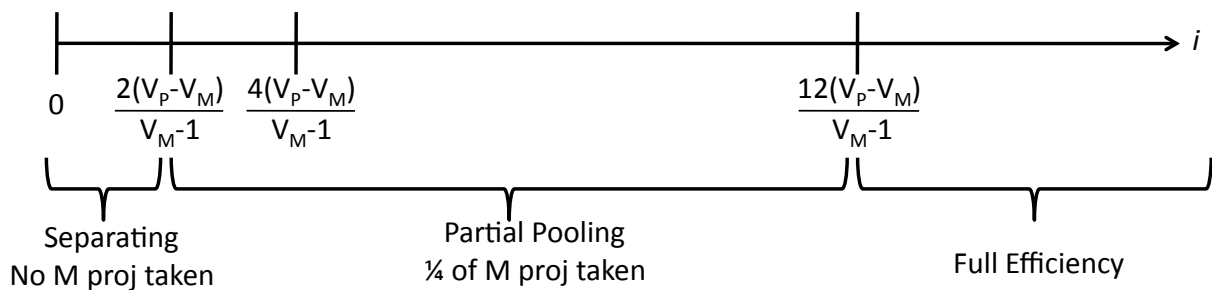 i
0
2(V_P-V_M)
V_M-1
4(V_P-V_M)
V_M-1
12(V_P-V_M)
V_M-1
Separating
No M proj taken
Partial Pooling
¼ of M proj taken
Full Efficiency